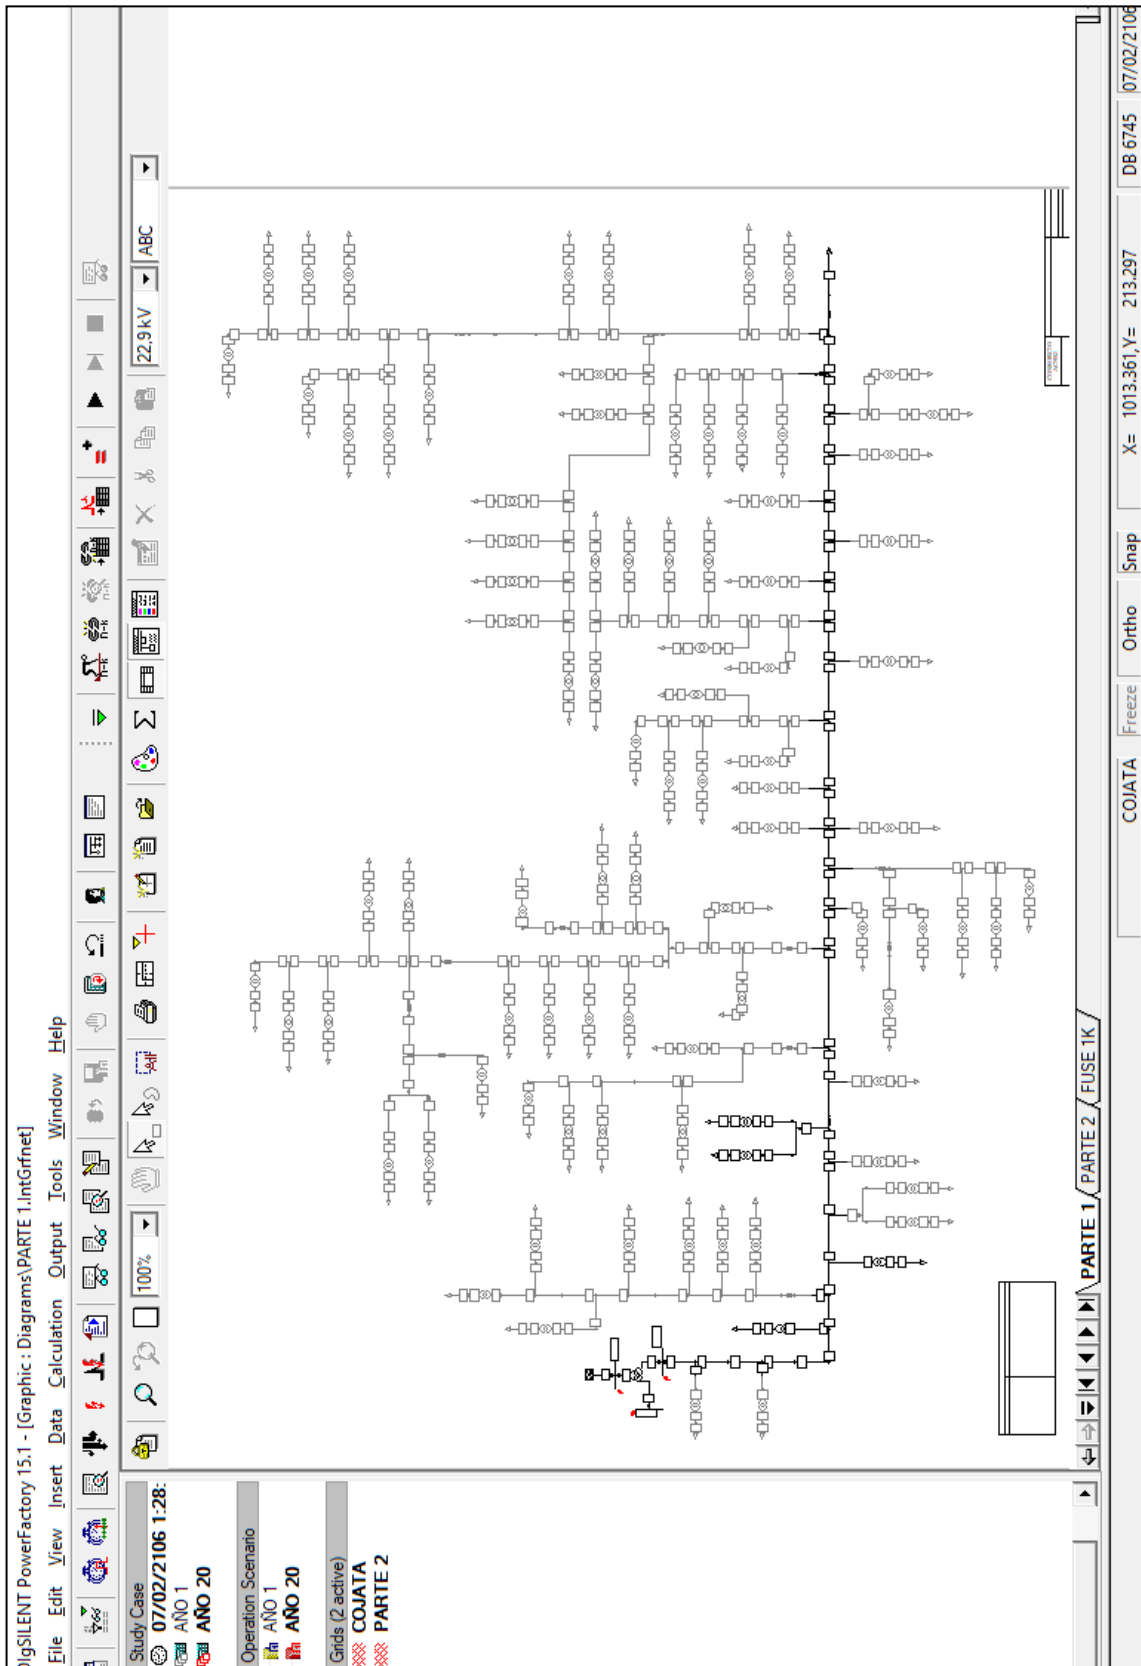 DIgSILENT PowerFactory 15.1 - [Graphic : Diagrams\PARTE 1.IntGrfnet]
File Edit View Insert Data Calculation Output Tools Window Help
100%
22,9 kV
ABC
Study Case
07/02/2106 1:28:
AÑO 1
AÑO 20
Operation Scenario
AÑO 1
AÑO 20
Grids (2 active)
COJATA
PARTE 2
PARTE 1 PARTE 2 FUSE 1K
COJATA Freeze Ortho Snap X= 1013.361,Y= 213.297 DB 6745 07/02/2106